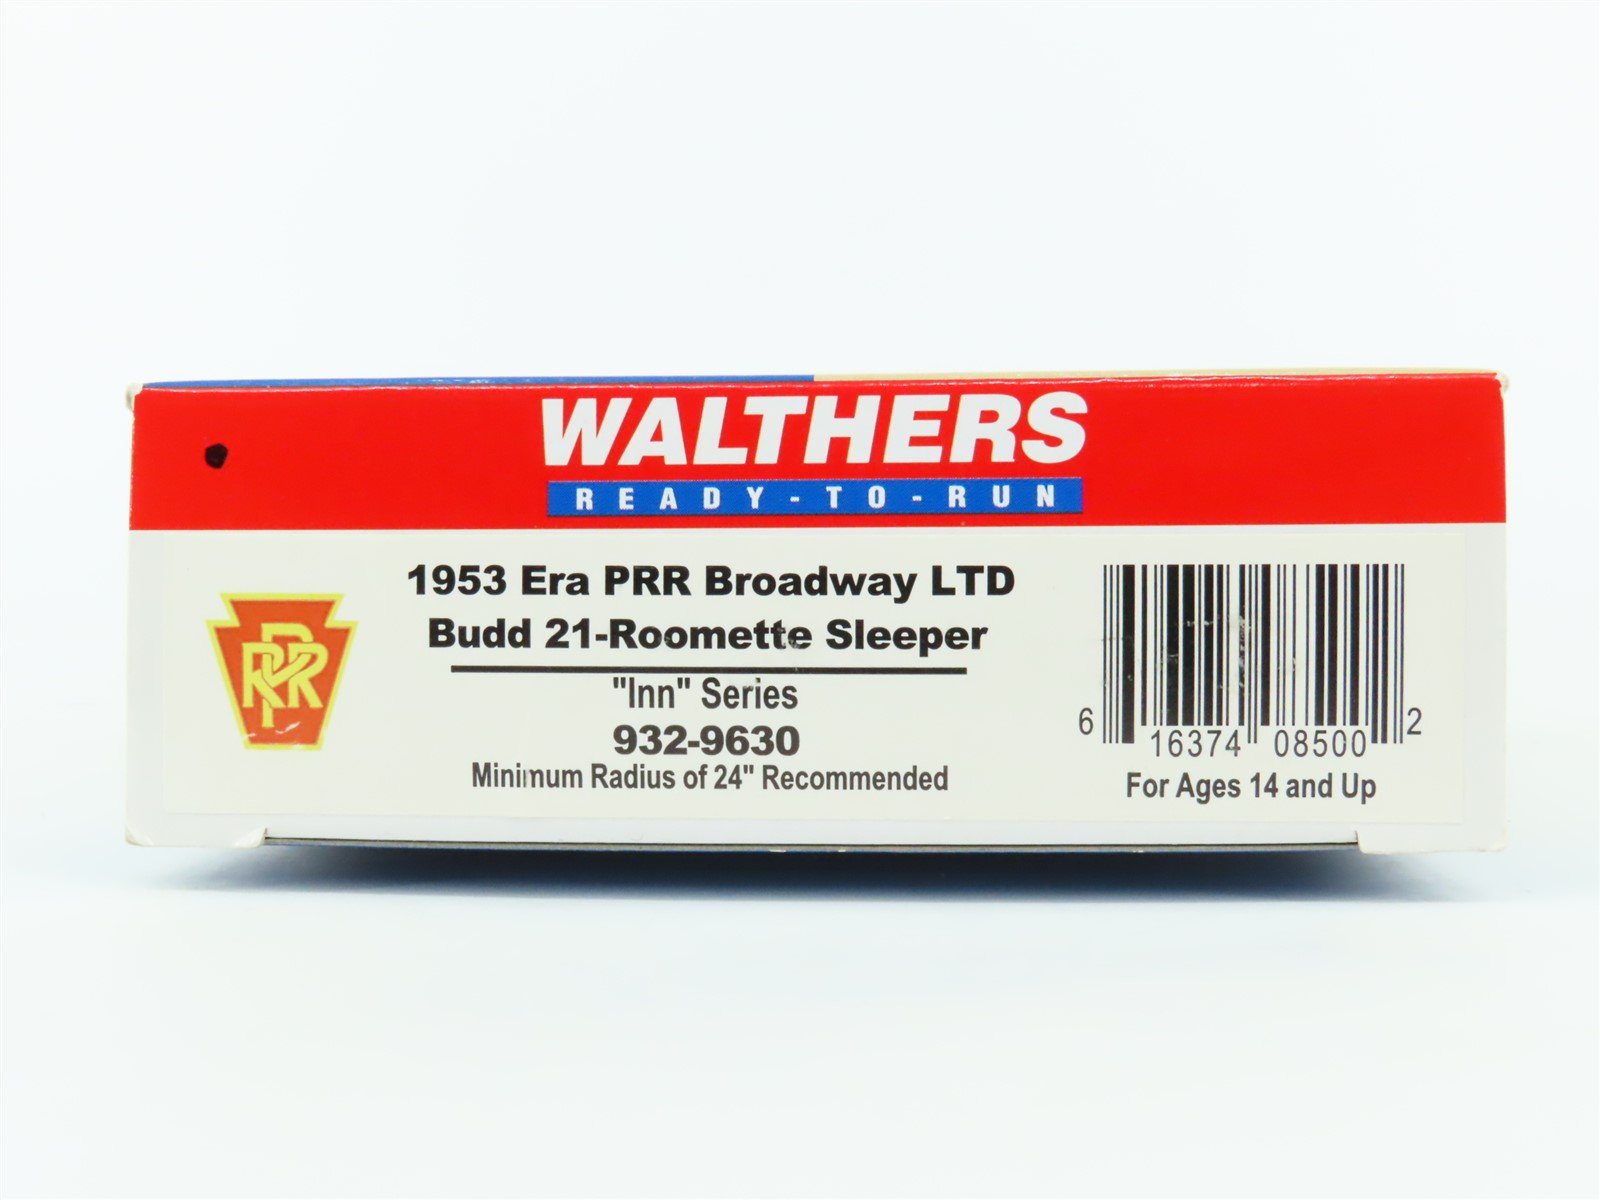 WALTHERS
READY-TO-RUN
PRR
1953 Era PRR Broadway LTD
Budd 21-Roomette Sleeper
"Inn" Series
932-9630
Minimum Radius of 24" Recommended
6 16374 08500 2
For Ages 14 and Up